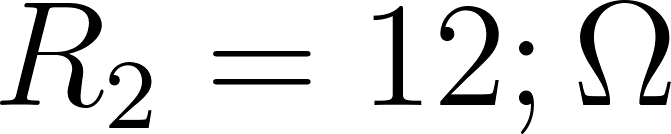 R₂ = 12; Ω